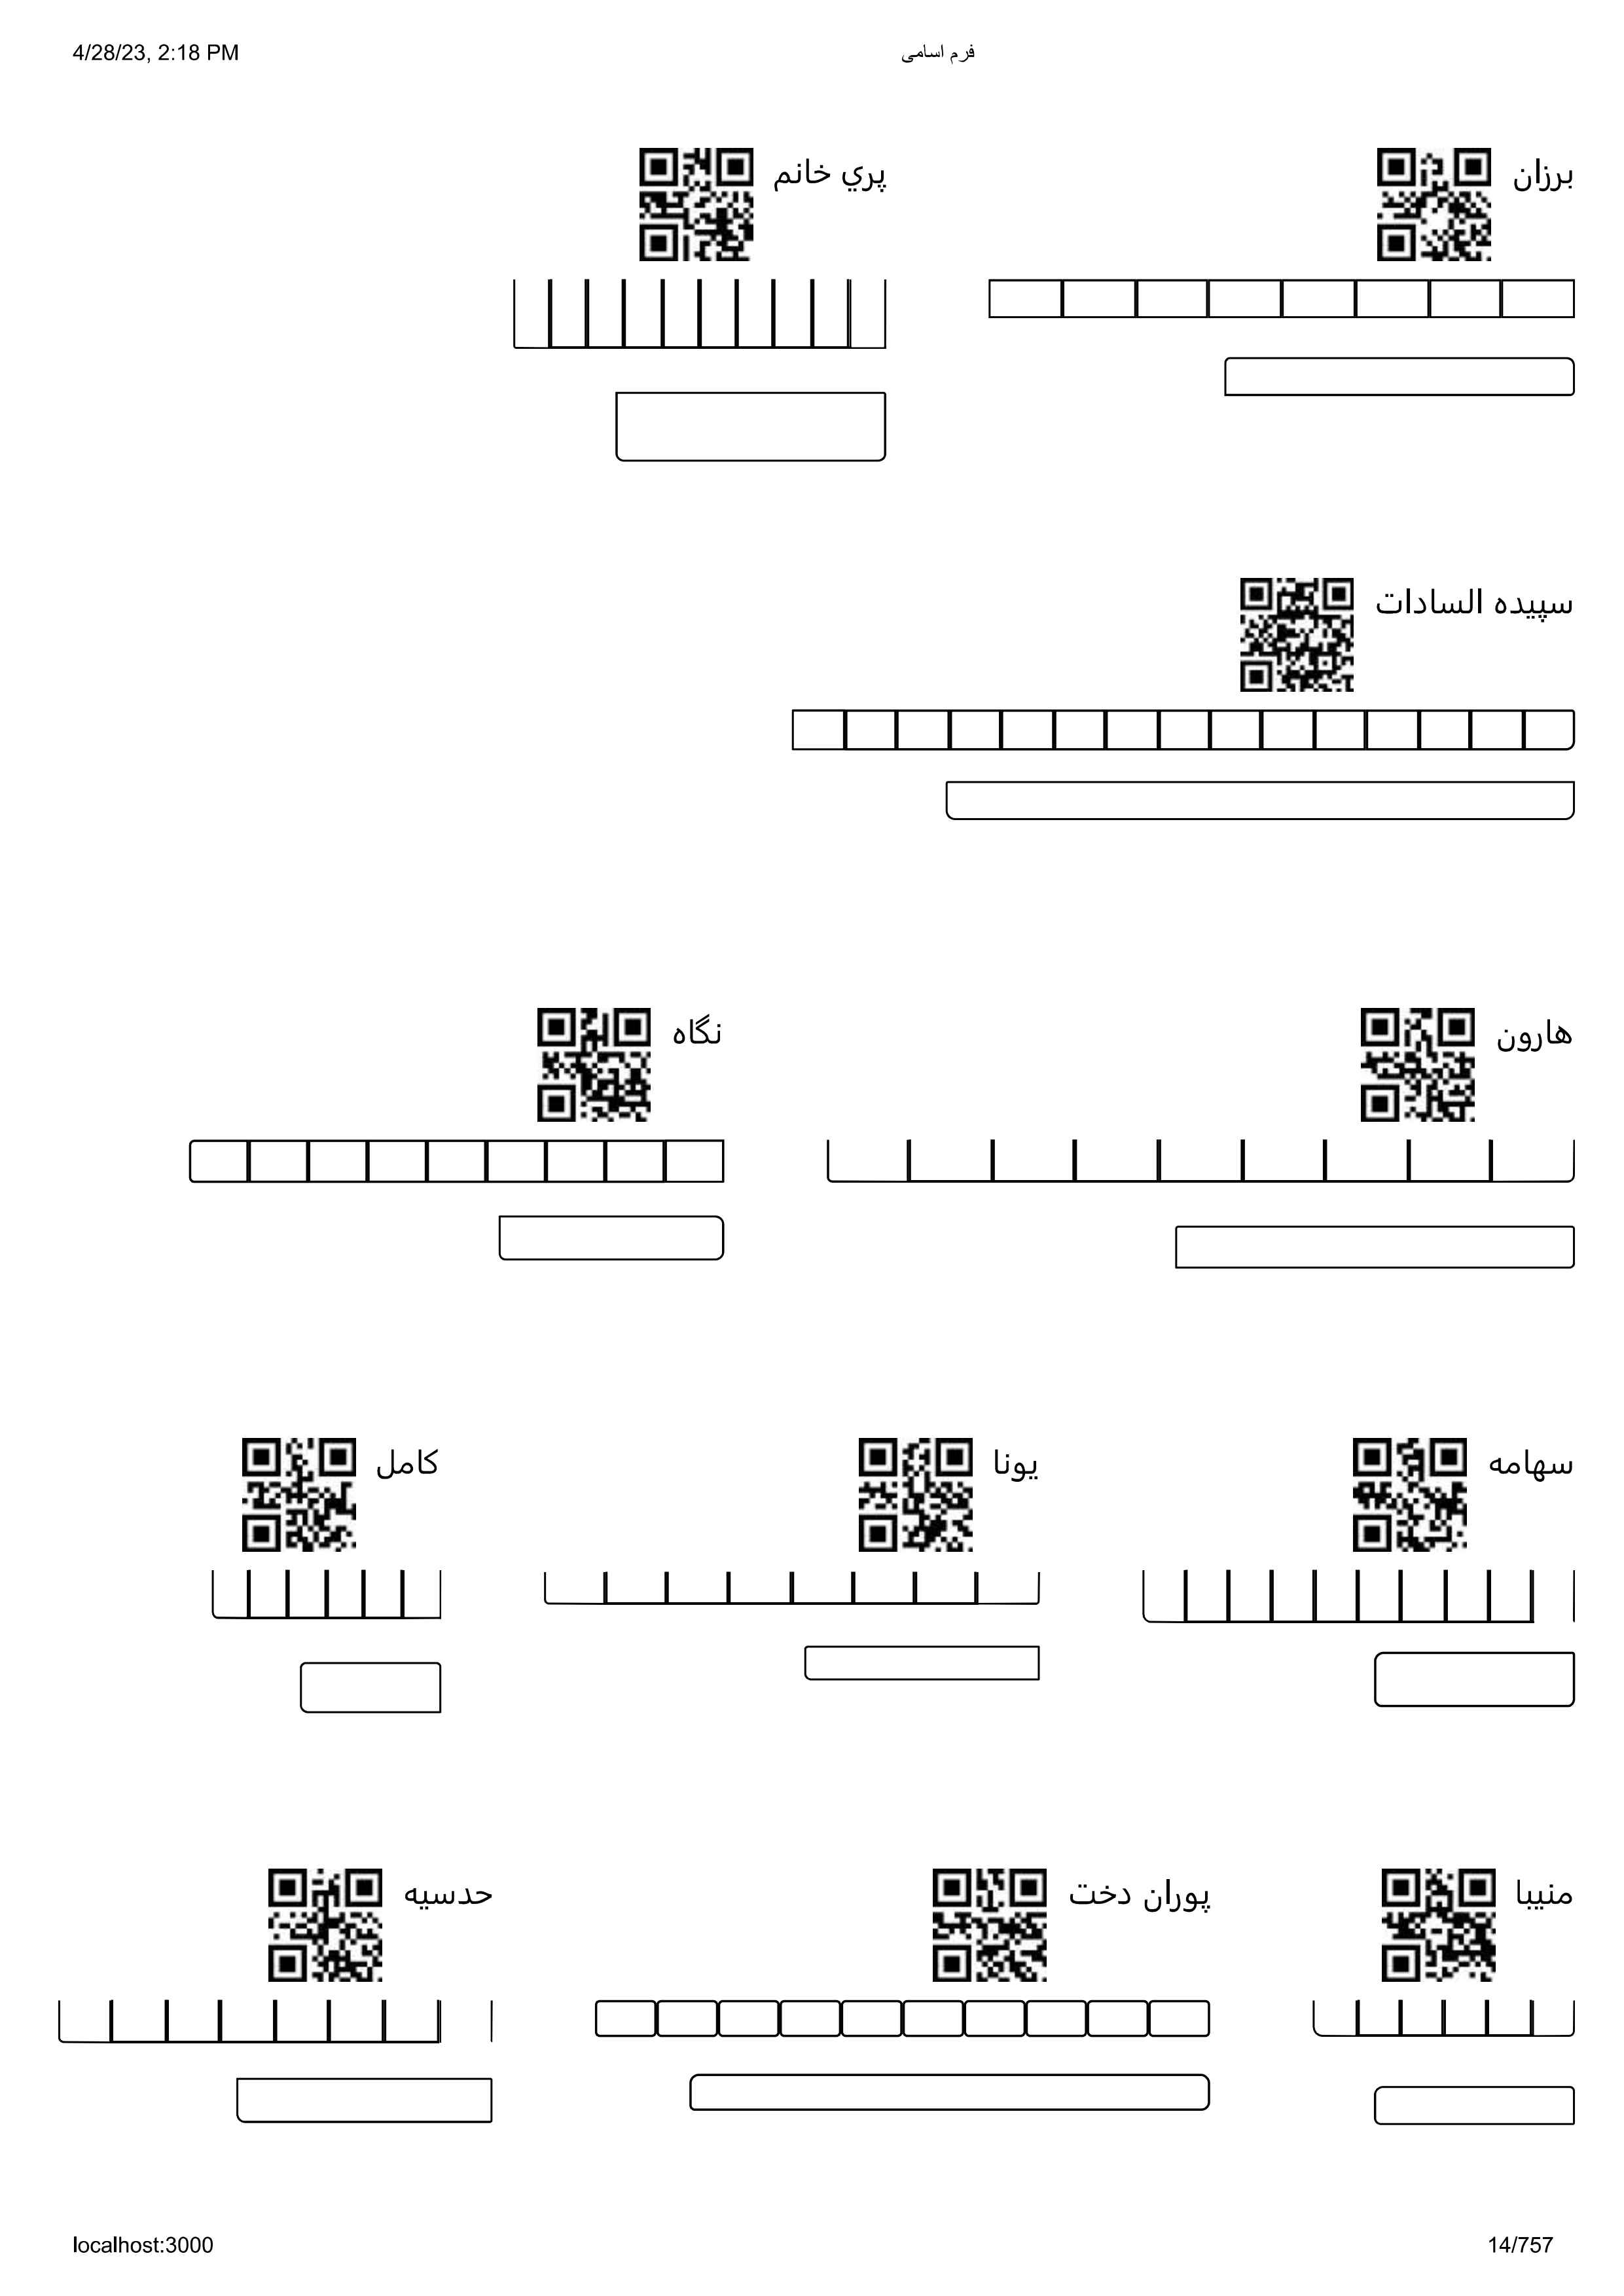 4/28/23, 2:18 PM فرم اسامی
برزان پري خانم
سپیده السادات
هارون نگاه
سهامه یونا کامل
منیبا پوران دخت حدسیه
localhost:3000 14/757